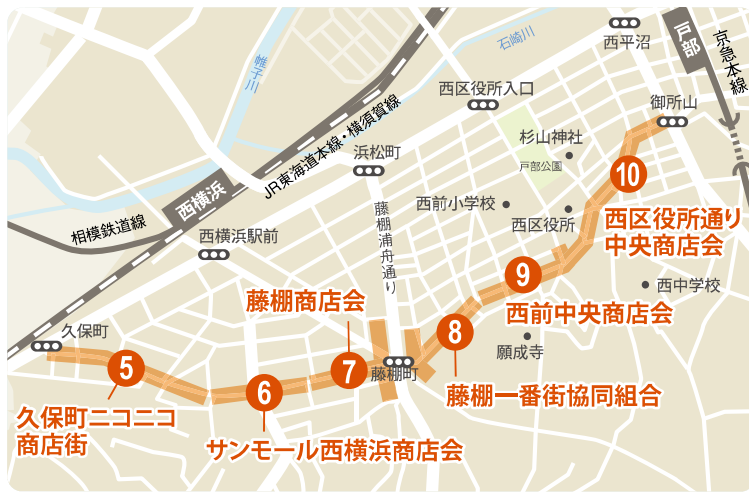 西平沼
戸部
京急本線
石崎川
帷子川
西区役所入口
御所山
JR東海道本線・横須賀線
浜松町
杉山神社
戸部公園
10
西横浜
西前小学校
西区役所
西区役所通り
中央商店会
藤棚浦舟通り
相模鉄道線
西横浜駅前
9
西中学校
藤棚商店会
西前中央商店会
久保町
8
願成寺
5
7
藤棚町
6
藤棚一番街協同組合
久保町ニコニコ
商店街
サンモール西横浜商店会